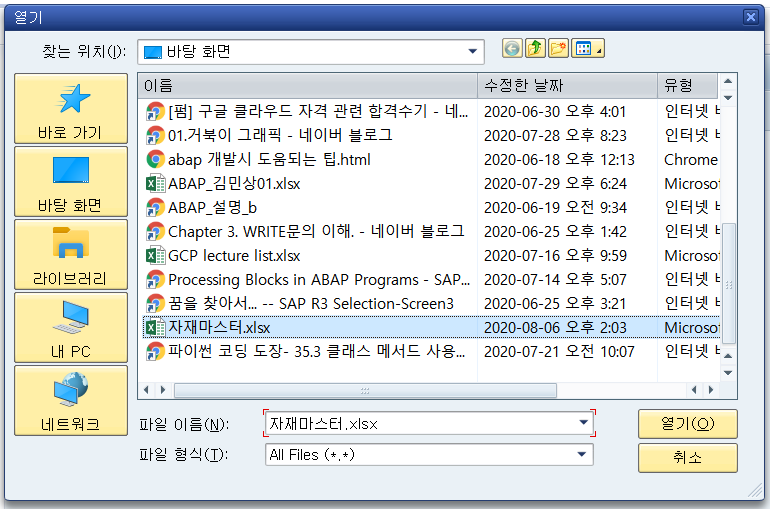 열기
찾는 위치(I):
바탕 화면
이름 수정한 날짜 유형
[펌] 구글 클라우드 자격 관련 합격수기 - 네... 2020-06-30 오후 4:01 인터넷
01.거북이 그래픽 - 네이버 블로그 2020-07-28 오후 8:23 인터넷
abap 개발시 도움되는 팁.html 2020-06-18 오후 12:13 Chrome
ABAP_김민상01.xlsx 2020-07-29 오후 6:24 Microsof
ABAP_설명_b 2020-06-19 오전 9:34 인터넷
Chapter 3. WRITE문의 이해. - 네이버 블로그 2020-06-25 오후 1:42 인터넷
GCP lecture list.xlsx 2020-07-16 오전 9:59 Microsof
Processing Blocks in ABAP Programs - SAP... 2020-07-14 오후 5:07 인터넷
꿈을 찾아서... -- SAP R3 Selection-Screen3 2020-06-25 오후 3:21 인터넷
자재마스터.xlsx 2020-08-06 오후 2:03 Microsof
파이썬 코딩 도장- 35.3 클래스 메서드 사용... 2020-07-21 오전 10:07 인터넷
바로 가기
바탕 화면
라이브러리
내 PC
네트워크
파일 이름(N): 자재마스터.xlsx 열기(O)
파일 형식(T): All Files (*.*) 취소